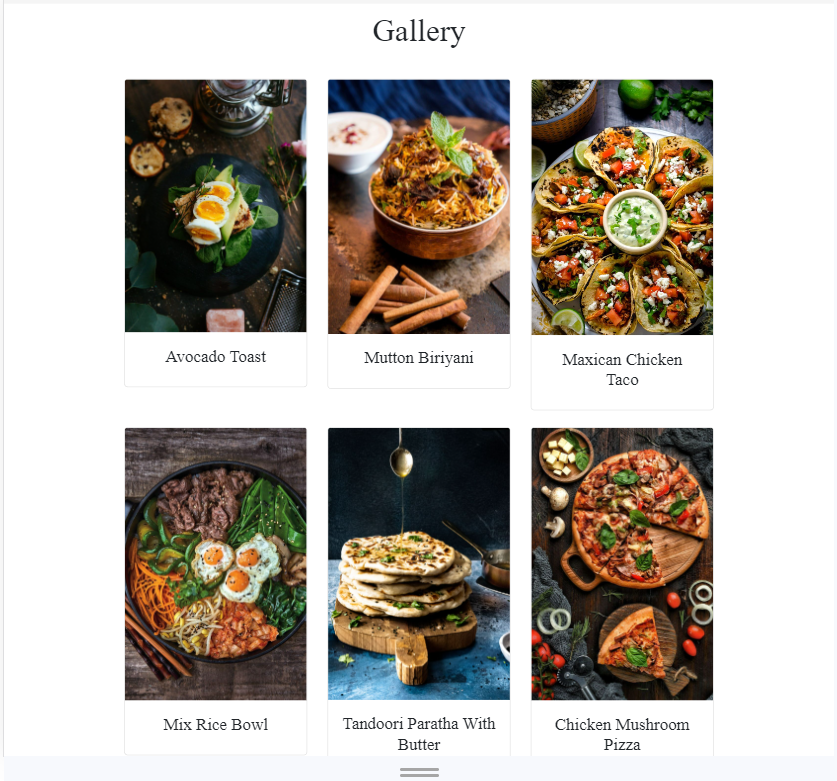 Gallery
Avocado Toast
Mutton Biriyani
Maxican Chicken
Taco
Mix Rice Bowl
Tandoori Paratha With
Butter
Chicken Mushroom
Pizza